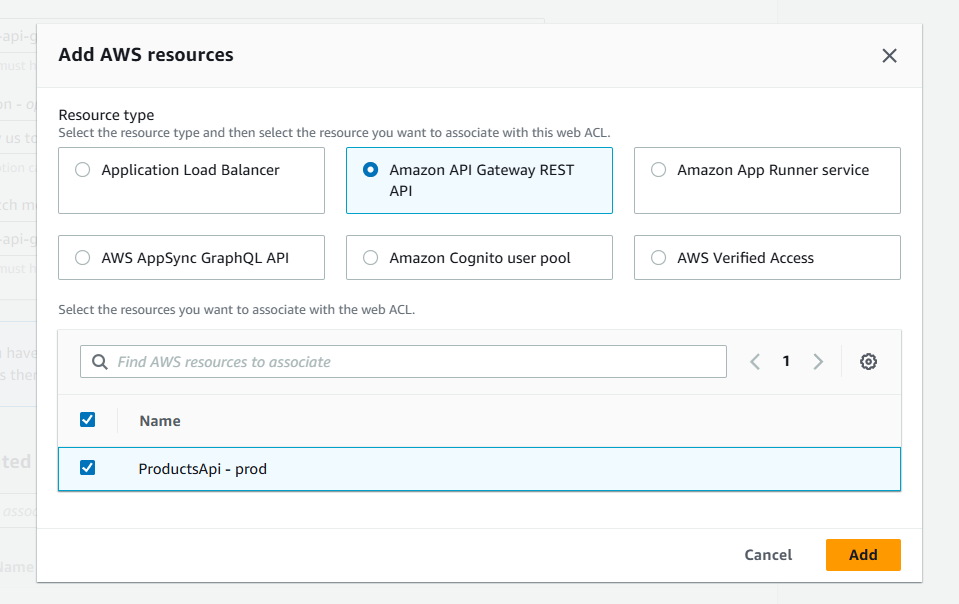 Add AWS resources
Resource type
Select the resource type and then select the resource you want to associate with this web ACL.
Application Load Balancer
Amazon API Gateway REST
API
Amazon App Runner service
AWS AppSync GraphQL API
Amazon Cognito user pool
AWS Verified Access
Select the resources you want to associate with the web ACL.
Find AWS resources to associate
1
Name
ProductsApi - prod
Cancel
Add